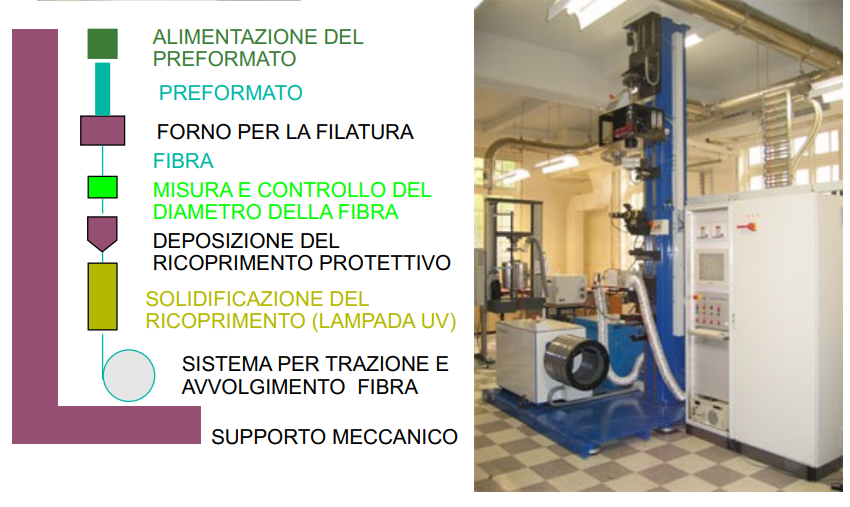 ALIMENTAZIONE DEL
PREFORMATO
PREFORMATO
FORNO PER LA FILATURA
FIBRA
MISURA E CONTROLLO DEL
DIAMETRO DELLA FIBRA
DEPOSIZIONE DEL
RICOPRIMENTO PROTETTIVO
SOLIDIFICAZIONE DEL
RICOPRIMENTO (LAMPADA UV)
SISTEMA PER TRAZIONE E
AVVOLGIMENTO FIBRA
SUPPORTO MECCANICO